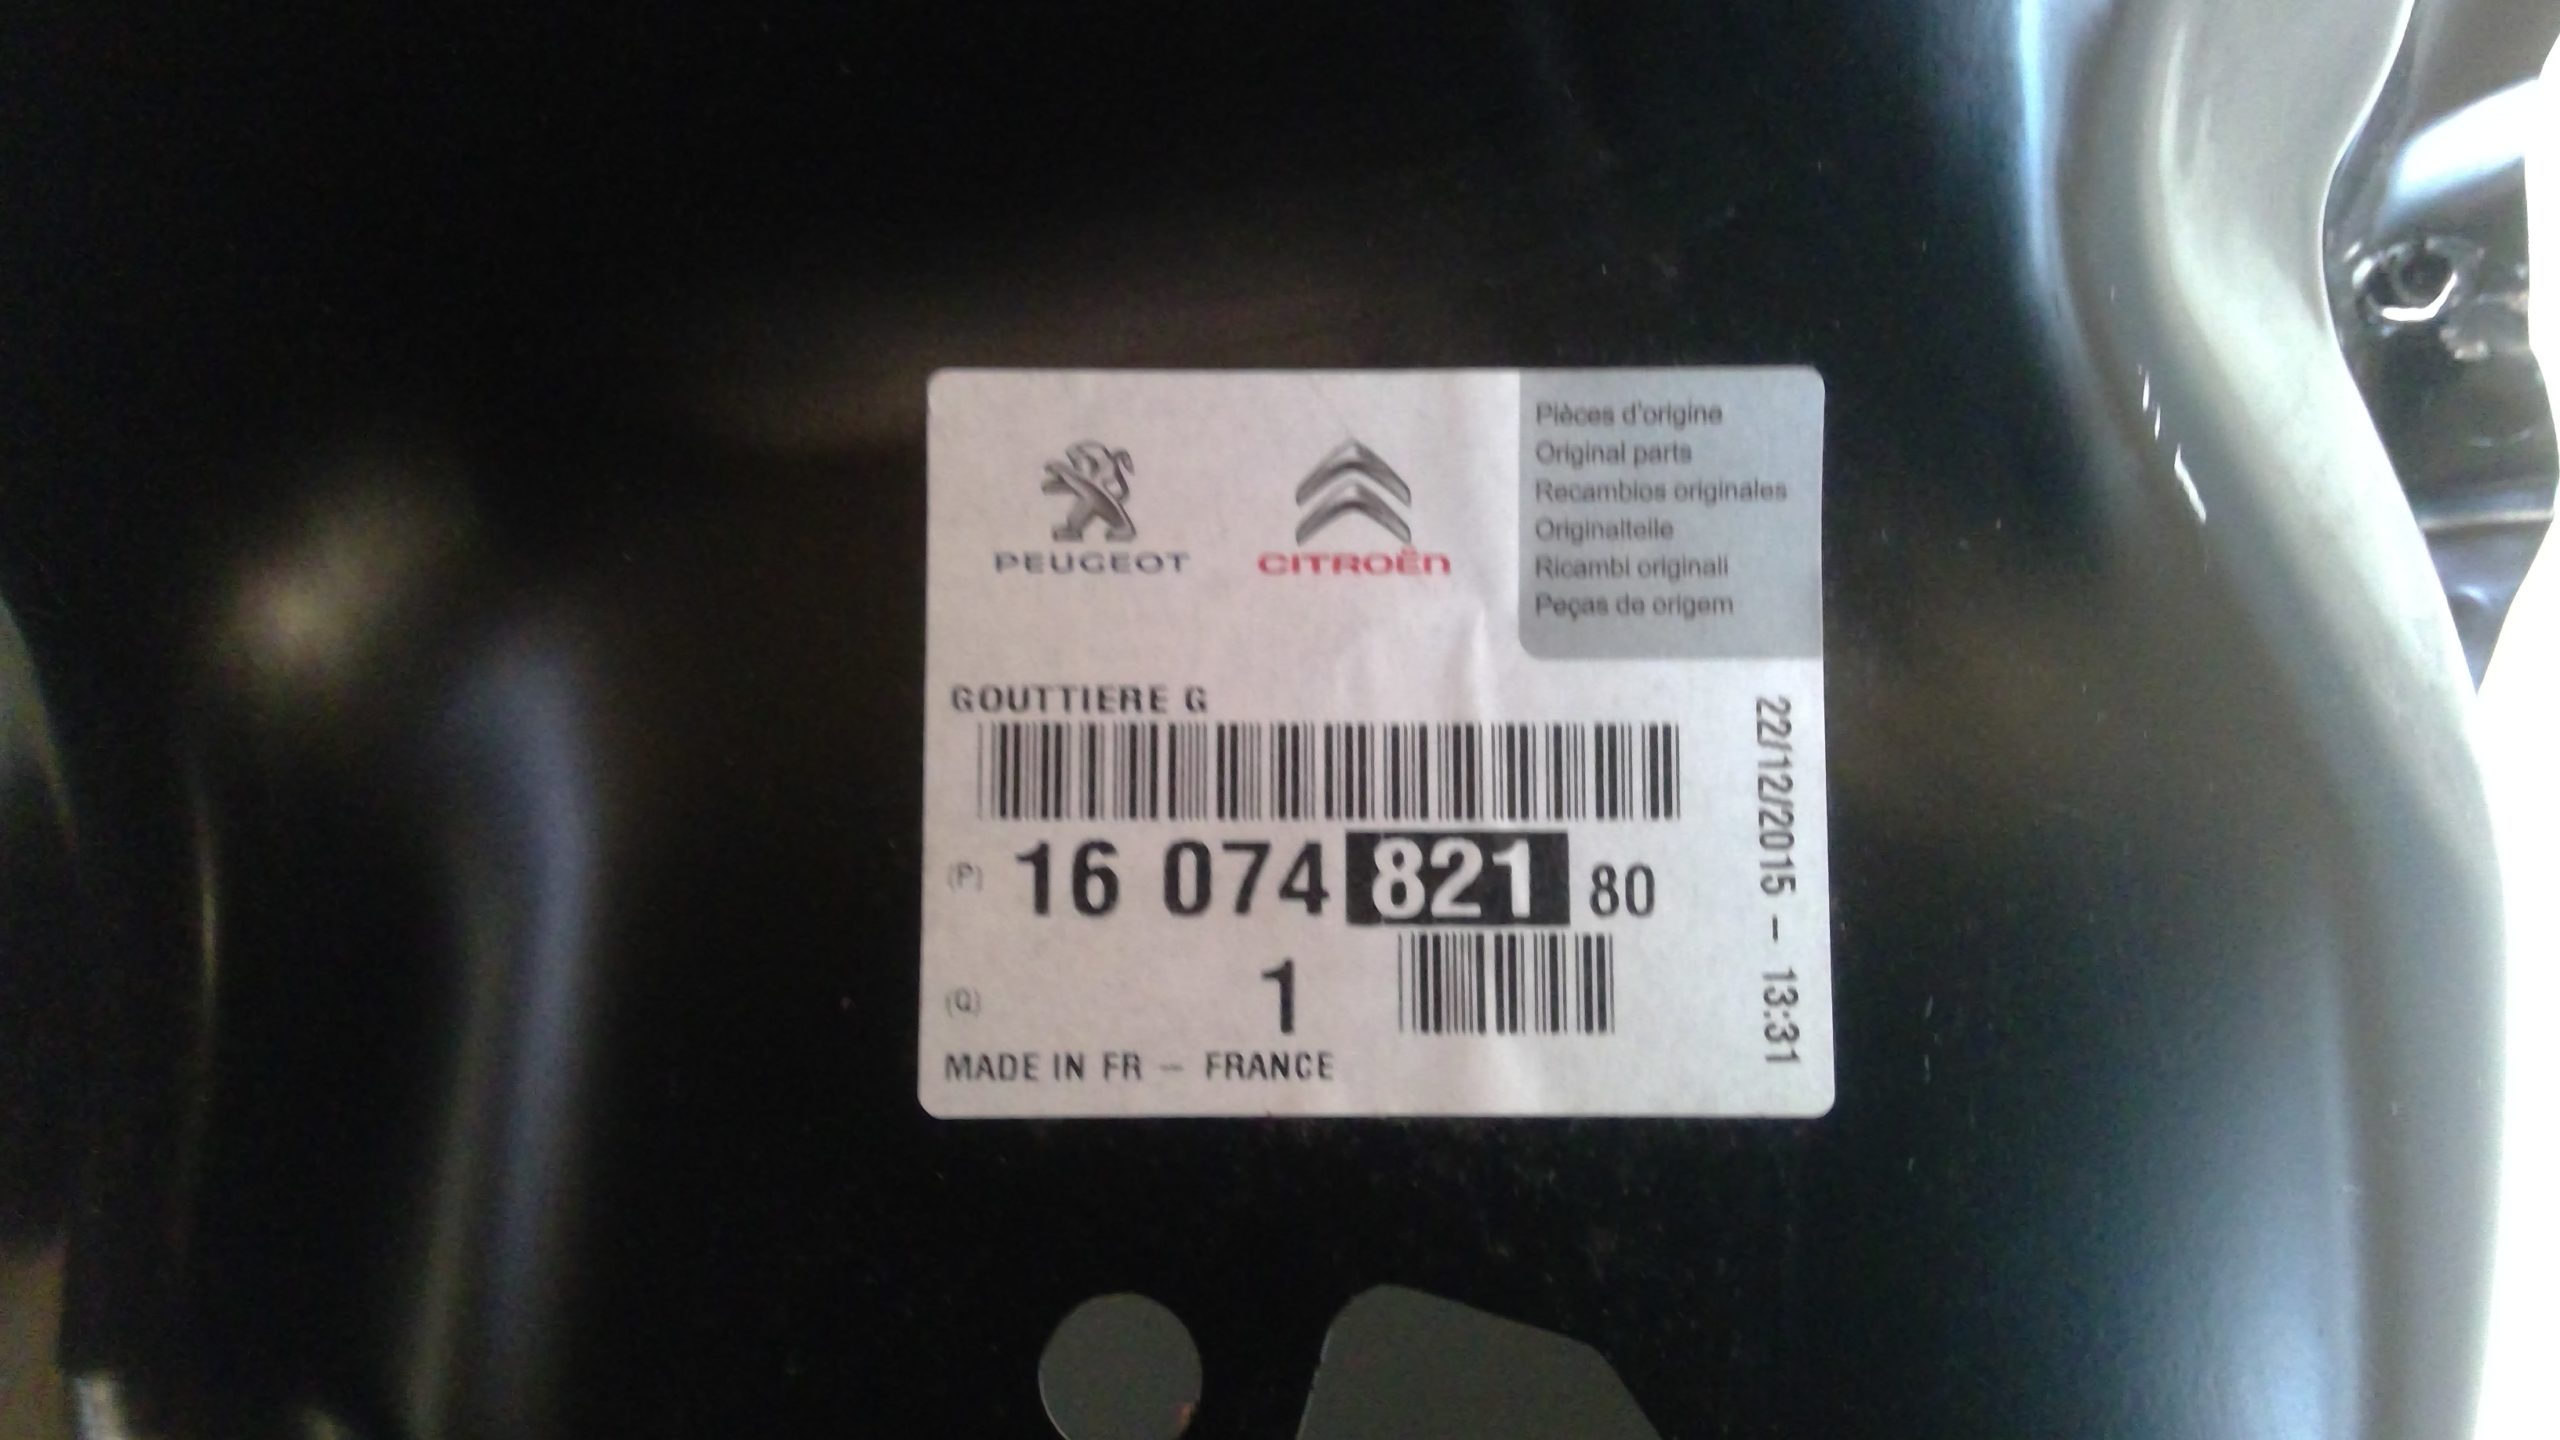 PEUGEOT
CITROËN
Pièces d'origine
Original parts
Recambios originales
Originalteile
Ricambi originali
Peças de origem
GOUTTIERE G
(P) 16 074 821 80
(Q) 1
MADE IN FR - FRANCE
22/12/2015 - 13:31